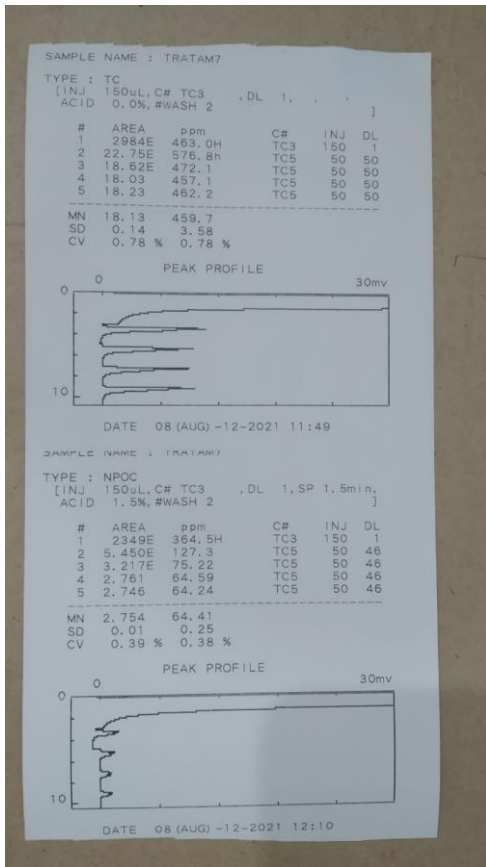 SAMPLE NAME : TRATAM7
TYPE : TC
[INJ 150uL, C# TC3 , DL 1, , .
ACID 0.0%, #WASH 2 ]
# AREA ppm C# INJ DL
1 2984E 463.0H TC3 150 1
2 22.75E 576.8h TC5 50 50
3 18.62E 472.1 TC5 50 50
4 18.03 457.1 TC5 50 50
5 18.23 462.2 TC5 50 50
MN 18.13 459.7
SD 0.14 3.58
CV 0.78 % 0.78 %
PEAK PROFILE
0 30mv
0
10
DATE 08(AUG)-12-2021 11:49
SAMPLE NAME : TRATAM7
TYPE : NPOC
[INJ 150uL, C# TC3 , DL 1, SP 1.5min,
ACID 1.5%, #WASH 2 ]
# AREA ppm C# INJ DL
1 2349E 364.5H TC3 150 1
2 5.450E 127.3 TC5 50 46
3 3.217E 75.22 TC5 50 46
4 2.761 64.59 TC5 50 46
5 2.746 64.24 TC5 50 46
MN 2.754 64.41
SD 0.01 0.25
CV 0.39 % 0.38 %
PEAK PROFILE
0 30mv
0
10
DATE 08(AUG)-12-2021 12:10